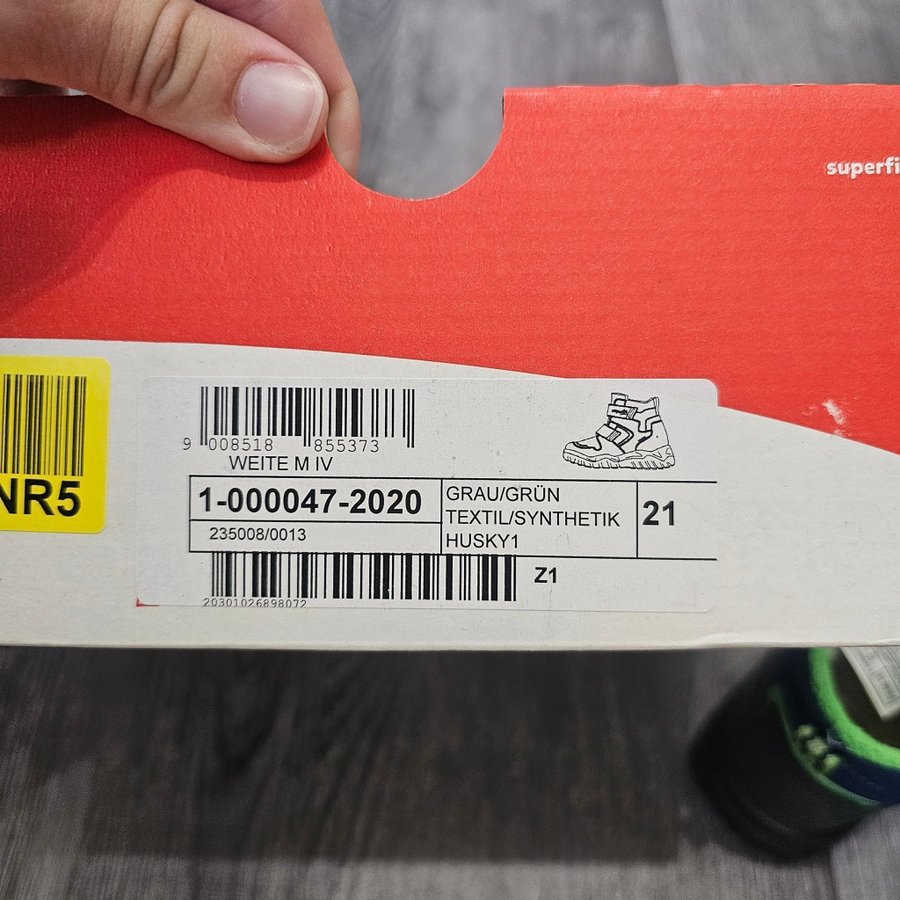 superfi
NR5
9 008518 855373
WEITE M IV
1-000047-2020
235008/0013
GRAU/GRÜN
TEXTIL/SYNTHETIK
HUSKY1
21
Z1
20301026898072